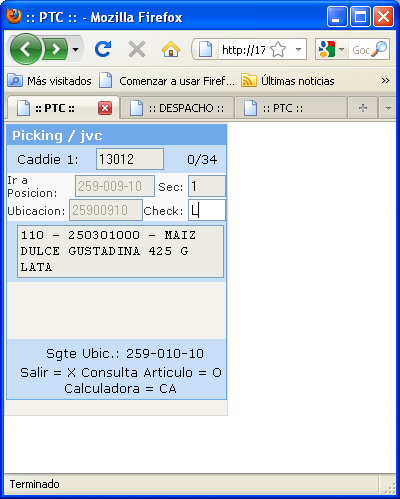 :: PTC :: - Mozilla Firefox
http://17
Goo
Más visitados Comenzar a usar Firef... Últimas noticias »
:: PTC :: :: DESPACHO :: :: PTC ::
Picking / jvc
Caddie 1: 13012 0/34
Ir a Posicion: 259-009-10 Sec: 1
Ubicacion: 25900910 Check: L
110 - 250301000 - MAIZ
DULCE GUSTADINA 425 G
LATA
Sgte Ubic.: 259-010-10
Salir = X Consulta Articulo = O
Calculadora = CA
Terminado